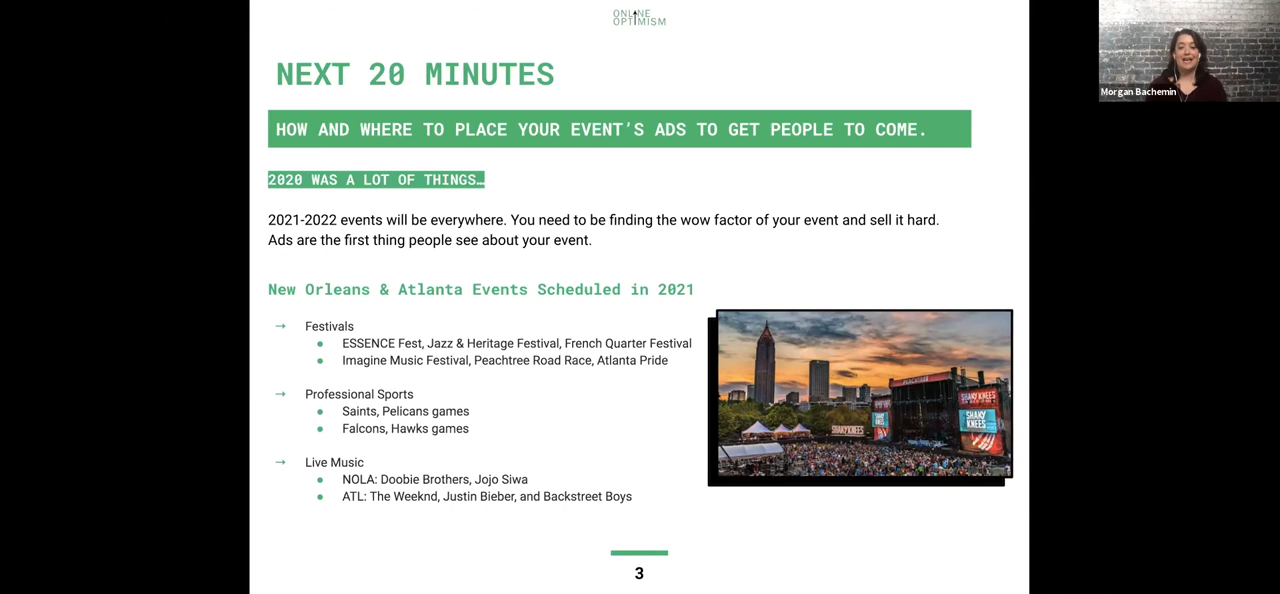 ONLINE
OPTIMISM
NEXT 20 MINUTES
HOW AND WHERE TO PLACE YOUR EVENT'S ADS TO GET PEOPLE TO COME.
2020 WAS A LOT OF THINGS…
2021-2022 events will be everywhere. You need to be finding the wow factor of your event and sell it hard.
Ads are the first thing people see about your event.
New Orleans & Atlanta Events Scheduled in 2021
→ Festivals
● ESSENCE Fest, Jazz & Heritage Festival, French Quarter Festival
● Imagine Music Festival, Peachtree Road Race, Atlanta Pride
→ Professional Sports
● Saints, Pelicans games
● Falcons, Hawks games
→ Live Music
● NOLA: Doobie Brothers, Jojo Siwa
● ATL: The Weeknd, Justin Bieber, and Backstreet Boys
PEACHTREE
SHAKY KNEES
SHAKY
KNEES
SHAKY
KNEES
SHAKYKNEES
3
Morgan Bachemin